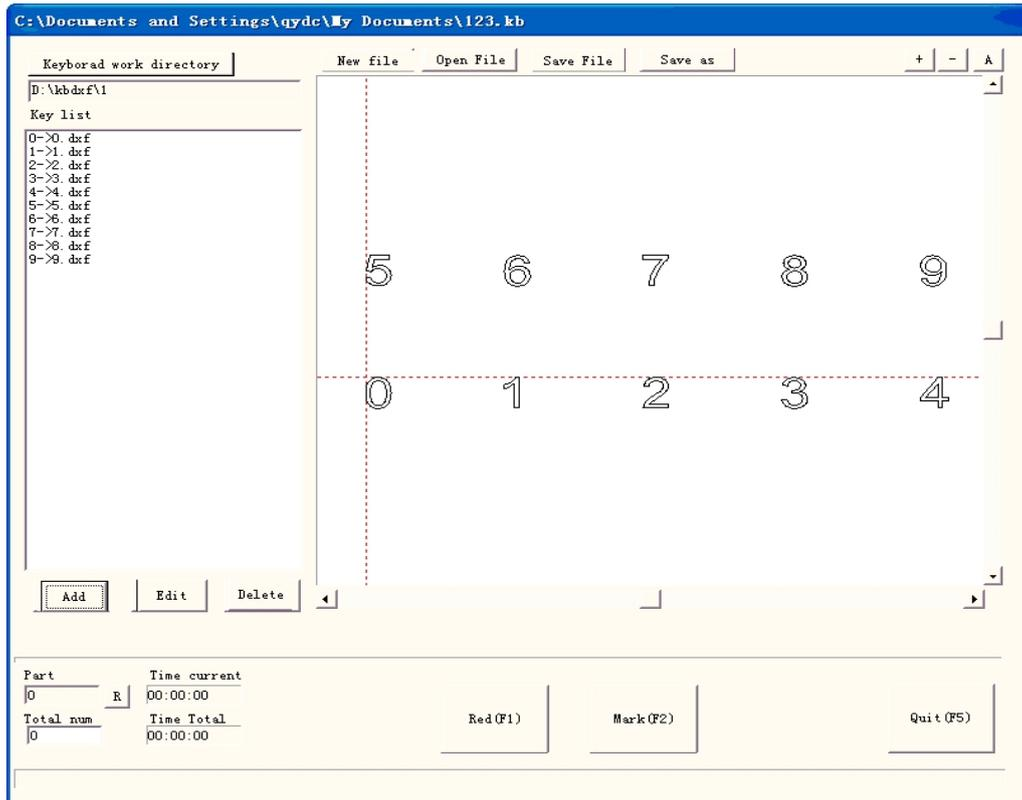 C:\Documents and Settings\qydc\My Documents\123.kb
Keyborad work directory
New file Open File Save File Save as + - A
D:\kbdxf\1
Key list
0->0.dxf
1->1.dxf
2->2.dxf
3->3.dxf
4->4.dxf
5->5.dxf
6->6.dxf
7->7.dxf
8->8.dxf
9->9.dxf
5 6 7 8 9
0 1 2 3 4
Add Edit Delete
Part Time current
0 R 00:00:00
Total num Time Total
0 00:00:00
Red(F1) Mark(F2) Quit(F5)